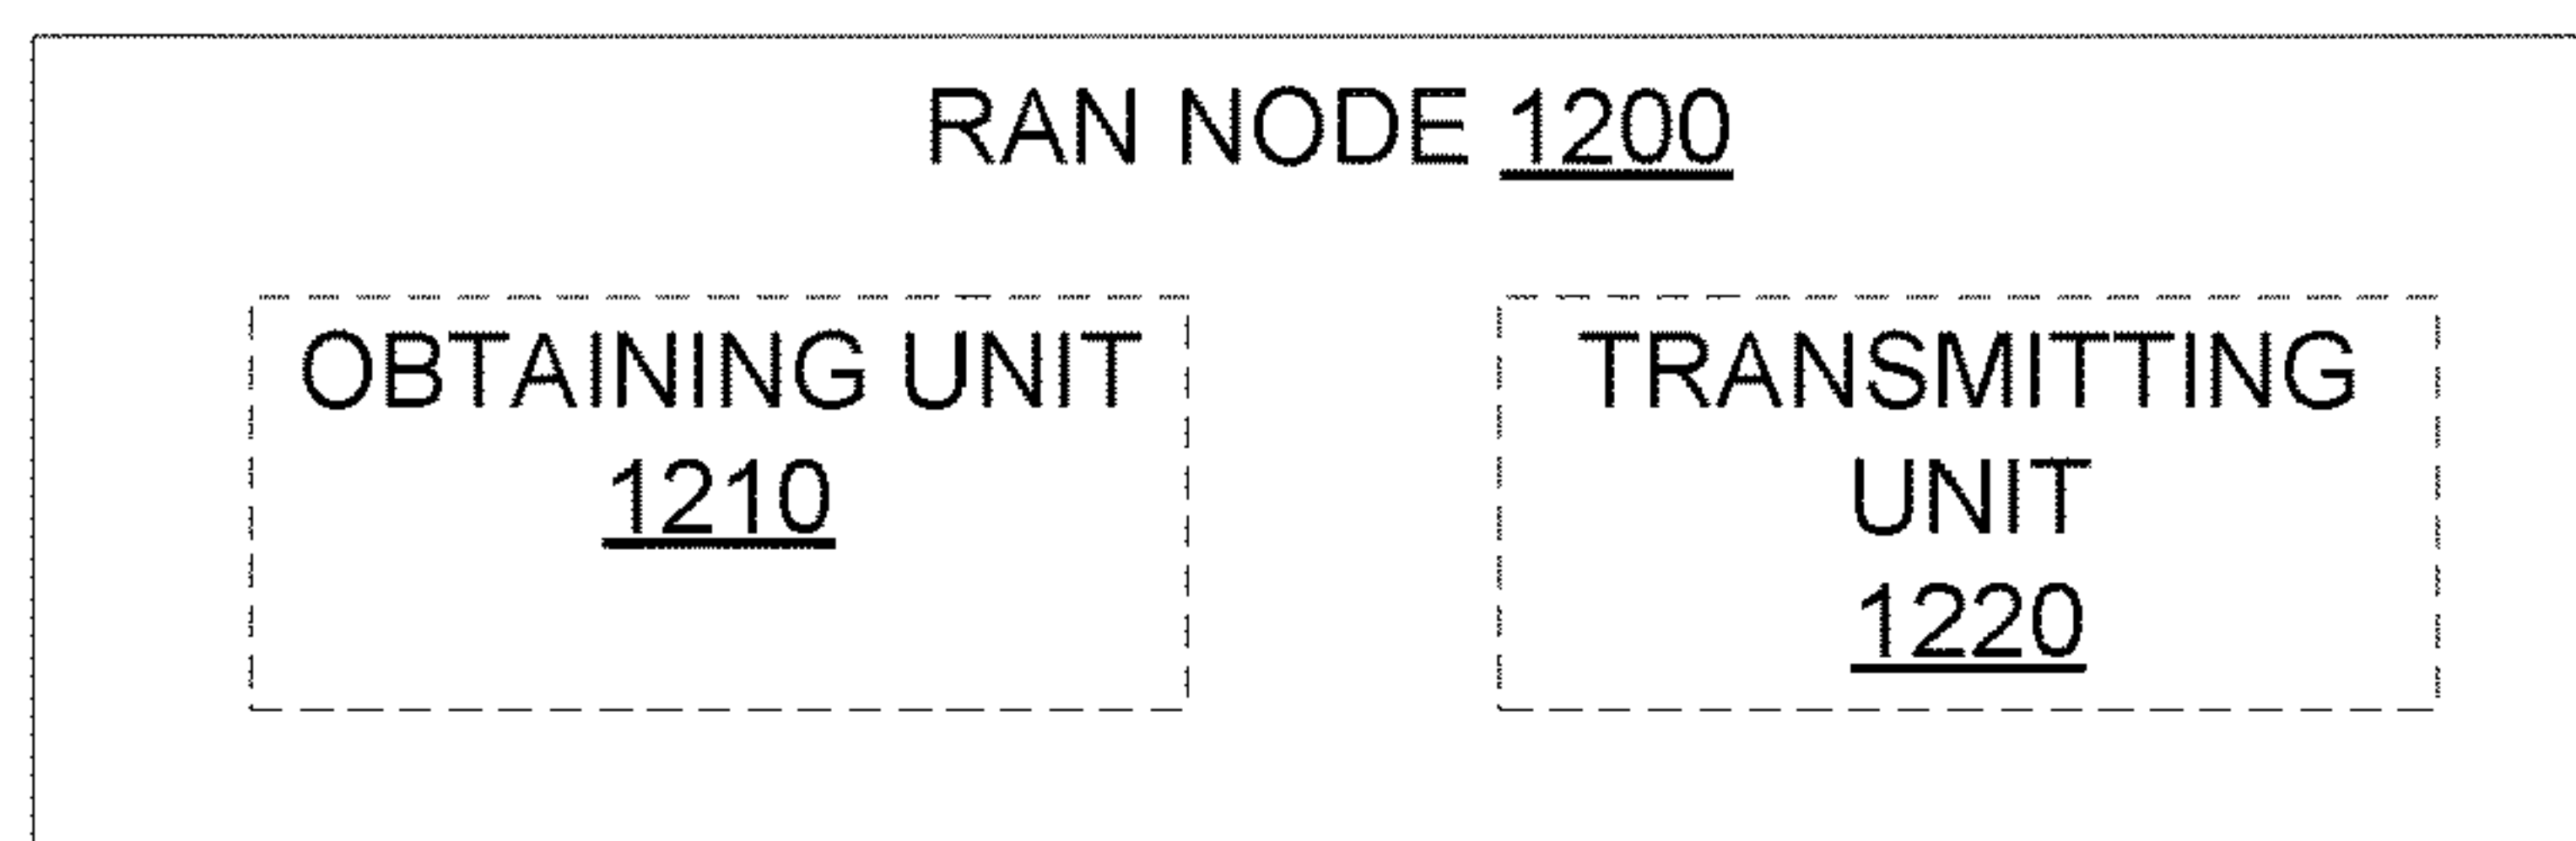 RAN NODE 1200
OBTAINING UNIT
1210
TRANSMITTING
UNIT
1220